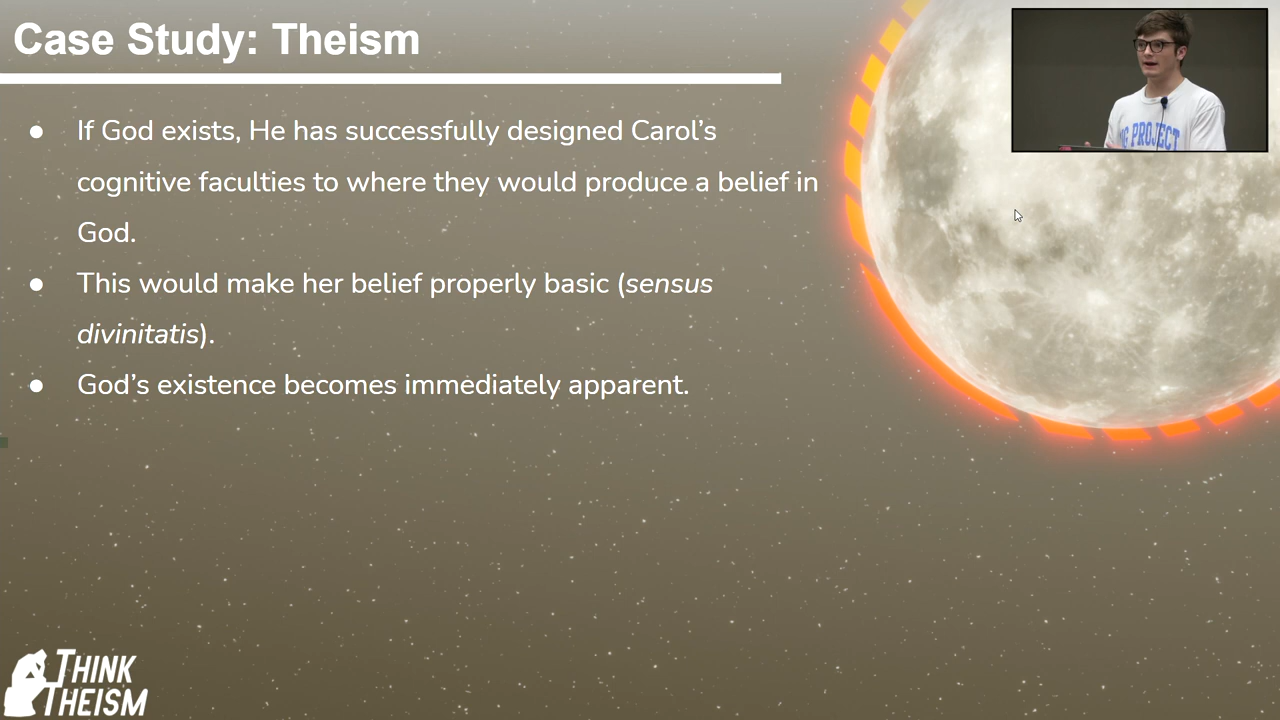 Case Study: Theism
● If God exists, He has successfully designed Carol’s
cognitive faculties to where they would produce a belief in
God.
● This would make her belief properly basic (sensus
divinitatis).
● God’s existence becomes immediately apparent.
PROJECT
THINK
THEISM